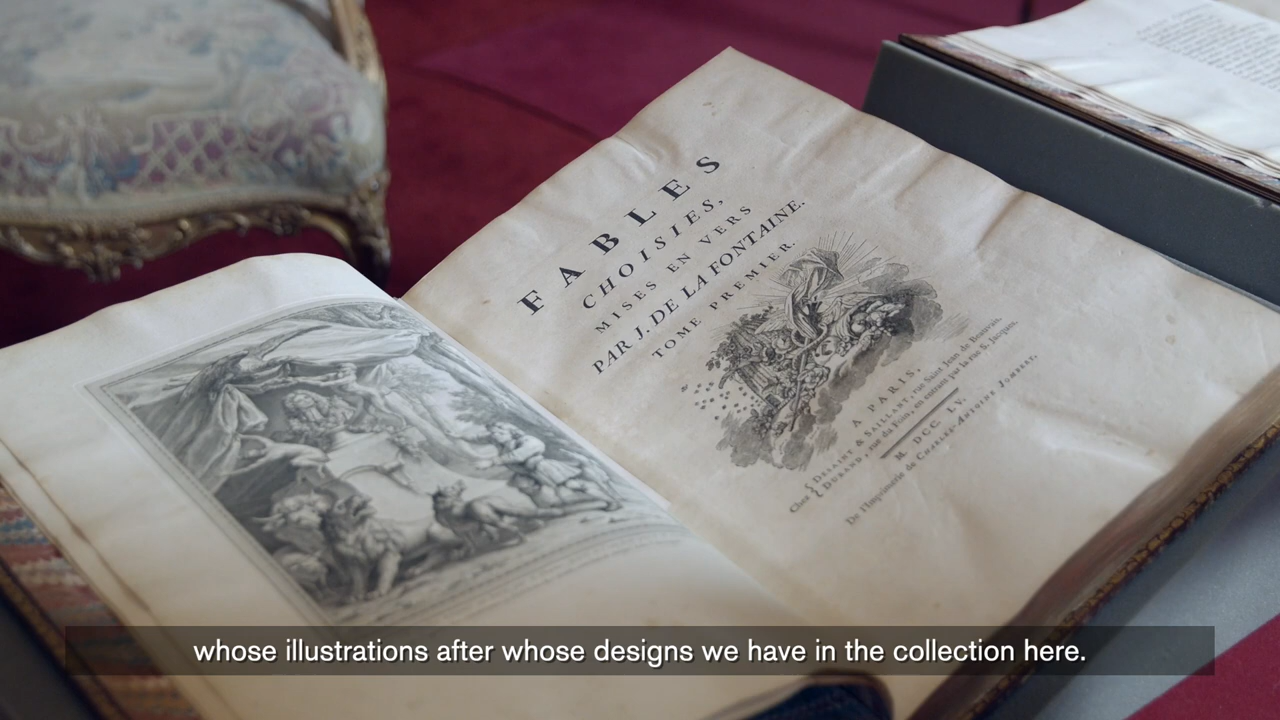 FABLES
CHOISIES,
MISES EN VERS
PAR J. DE LA FONTAINE.
TOME PREMIER.
A PARIS,
Chez { DESAINT & SAILLANT, rue Saint Jean de Beauvais.
{ DURAND, rue du Foin, en entrant par la rue S. Jacques.
M. DCC. LV.
De l'Imprimerie de CHARLES-ANTOINE JOMBERT.
whose illustrations after whose designs we have in the collection here.